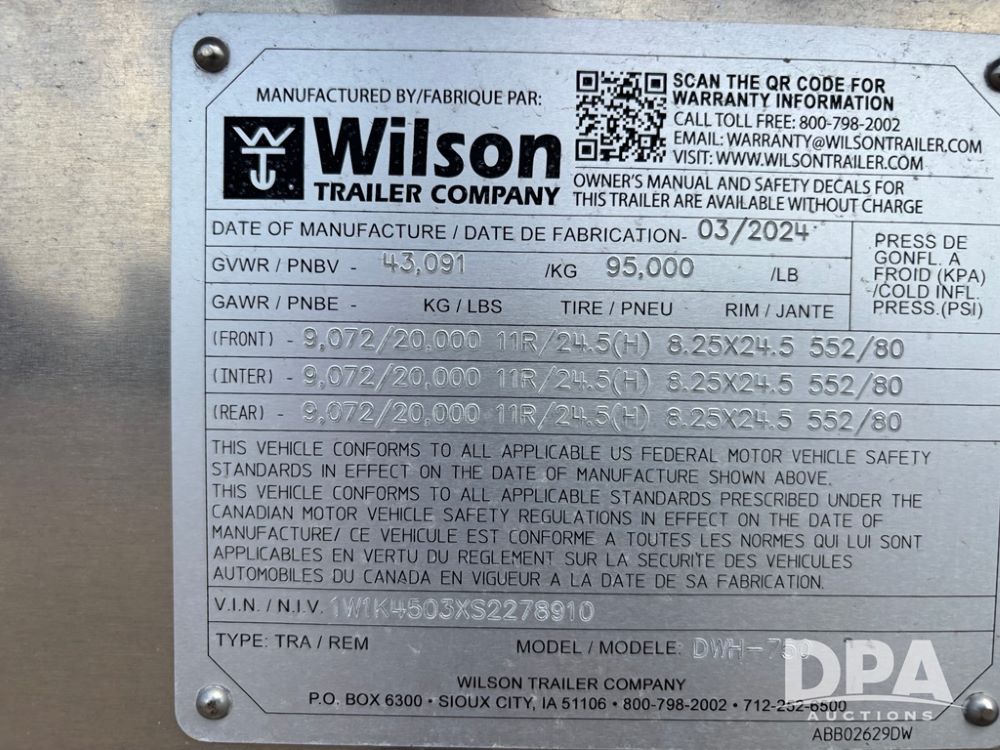 MANUFACTURED BY/FABRIQUE PAR:
Wilson
TRAILER COMPANY
SCAN THE QR CODE FOR
WARRANTY INFORMATION
CALL TOLL FREE: 800-798-2002
EMAIL: WARRANTY@WILSONTRAILER.COM
VISIT: WWW.WILSONTRAILER.COM
OWNER'S MANUAL AND SAFETY DECALS FOR
THIS TRAILER ARE AVAILABLE WITHOUT CHARGE
DATE OF MANUFACTURE / DATE DE FABRICATION- 03/2024
GVWR / PNBV - 43,091 /KG 95,000 /LB
PRESS DE
GONFL. A
FROID (KPA)
/COLD INFL.
PRESS.(PSI)
GAWR / PNBE - KG / LBS TIRE / PNEU RIM / JANTE
(FRONT) - 9,072/20,000 11R/24.5(H) 8.25X24.5 552/80
(INTER) - 9,072/20,000 11R/24.5(H) 8.25X24.5 552/80
(REAR) - 9,072/20,000 11R/24.5(H) 8.25X24.5 552/80
THIS VEHICLE CONFORMS TO ALL APPLICABLE US FEDERAL MOTOR VEHICLE SAFETY
STANDARDS IN EFFECT ON THE DATE OF MANUFACTURE SHOWN ABOVE.
THIS VEHICLE CONFORMS TO ALL APPLICABLE STANDARDS PRESCRIBED UNDER THE
CANADIAN MOTOR VEHICLE SAFETY REGULATIONS IN EFFECT ON THE DATE OF
MANUFACTURE/ CE VEHICULE EST CONFORME A TOUTES LES NORMES QUI LUI SONT
APPLICABLES EN VERTU DU REGLEMENT SUR LA SECURITE DES VEHICULES
AUTOMOBILES DU CANADA EN VIGUEUR A LA DATE DE SA FABRICATION.
V.I.N. / N.I.V. 1W1K4503XS2278910
TYPE: TRA / REM MODEL / MODELE: DWH-750
WILSON TRAILER COMPANY
P.O. BOX 6300 • SIOUX CITY, IA 51106 • 800-798-2002 • 712-252-6500
ABB02629DW
DPA
AUCTIONS